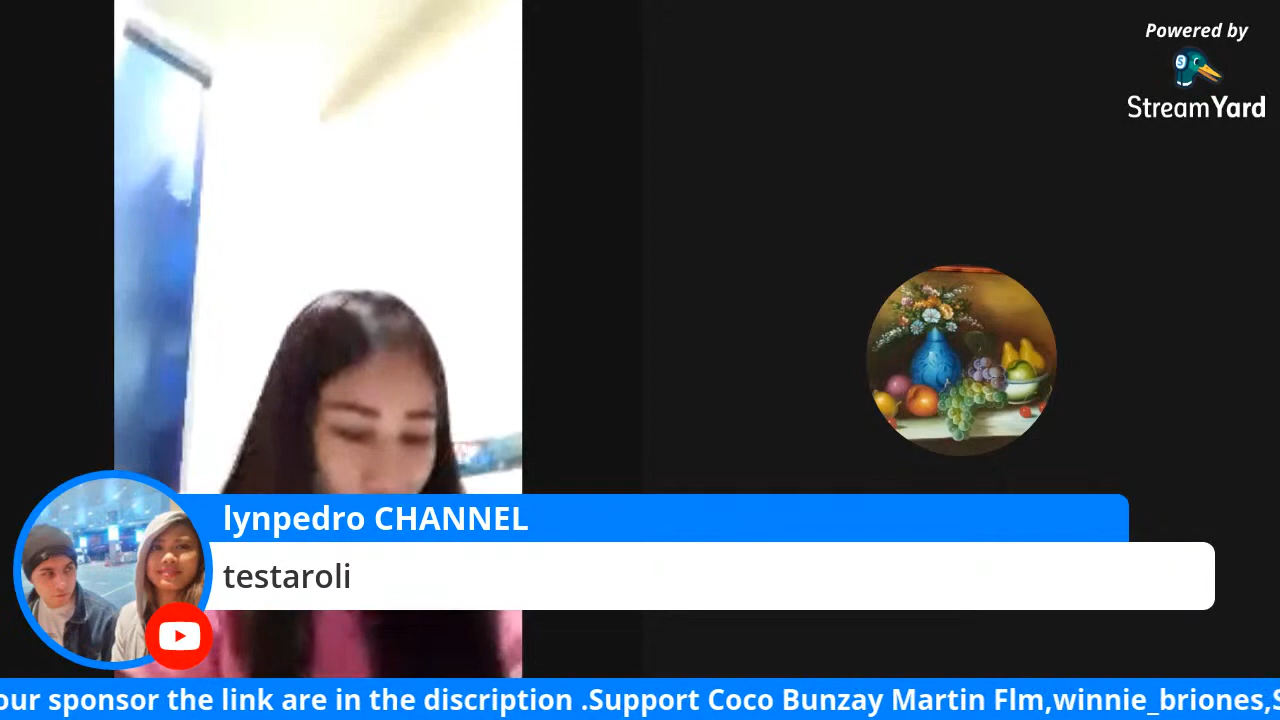 Powered by
StreamYard
lynpedro CHANNEL
testaroli
our sponsor the link are in the discription .Support Coco Bunzay Martin Flm,winnie_briones,S